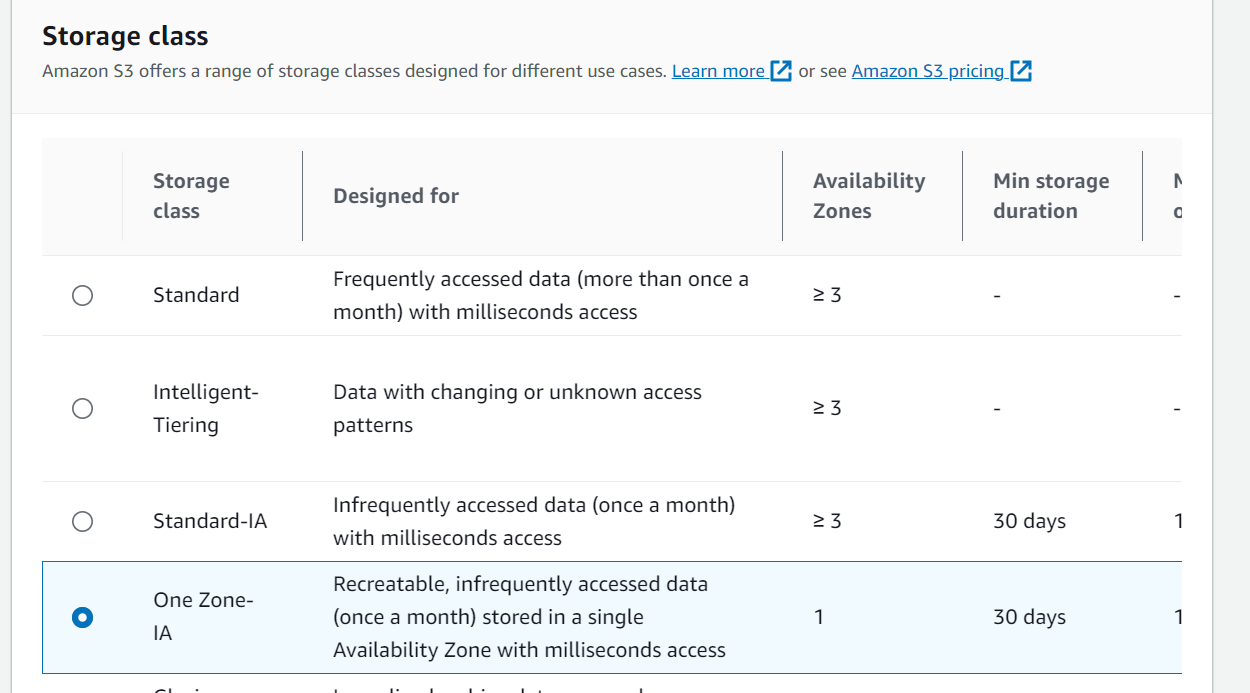 Storage class
Amazon S3 offers a range of storage classes designed for different use cases. Learn more or see Amazon S3 pricing
Storage
class
Designed for
Availability
Zones
Min storage
duration
Standard
Frequently accessed data (more than once a
month) with milliseconds access
≥ 3
-
-
Intelligent-
Tiering
Data with changing or unknown access
patterns
≥ 3
-
-
Standard-IA
Infrequently accessed data (once a month)
with milliseconds access
≥ 3
30 days
1
One Zone-
IA
Recreatable, infrequently accessed data
(once a month) stored in a single
Availability Zone with milliseconds access
1
30 days
1